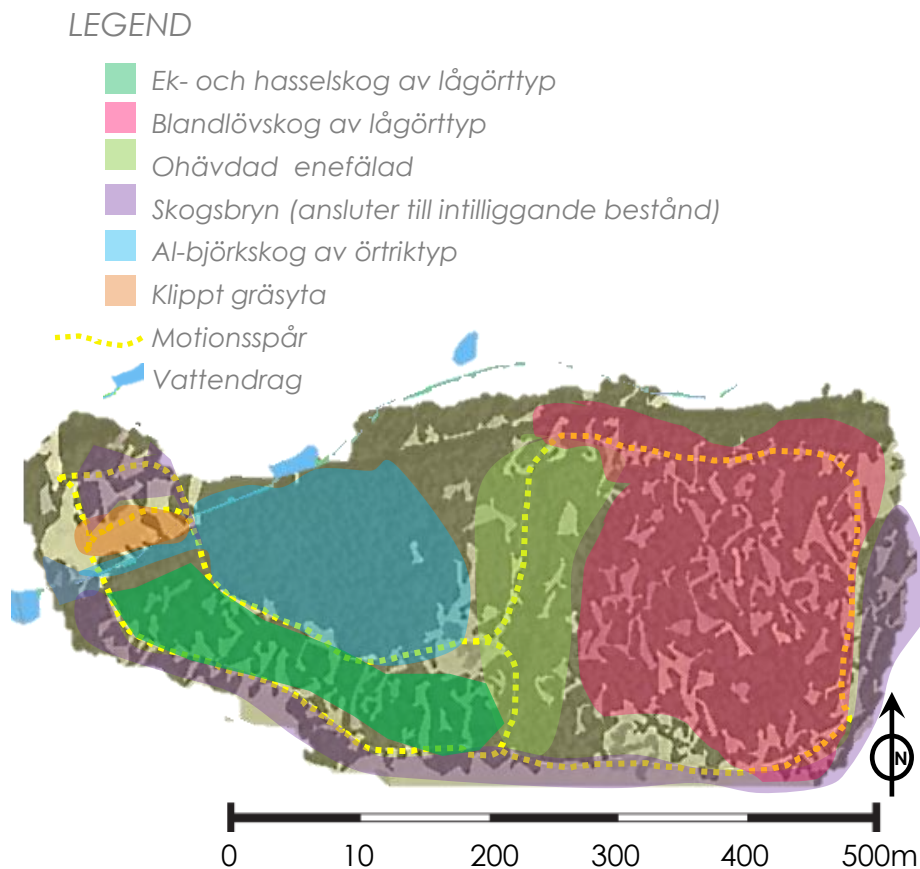 LEGEND
Ek- och hasselskog av lågörttyp
Blandlövskog av lågörttyp
Ohävdad enefälad
Skogsbryn (ansluter till intilliggande bestånd)
Al-björkskog av örtriktyp
Klippt gräsyta
Motionsspår
Vattendrag
N
0 10 200 300 400 500m